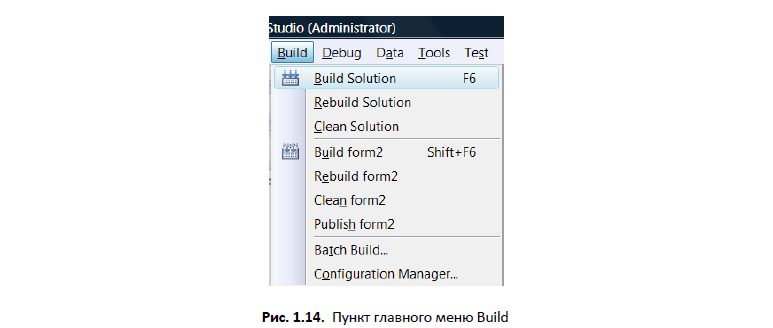 Studio (Administrator)
Build Debug Data Tools Test
Build Solution F6
Rebuild Solution
Clean Solution
Build form2 Shift+F6
Rebuild form2
Clean form2
Publish form2
Batch Build...
Configuration Manager...
Рис. 1.14. Пункт главного меню Build